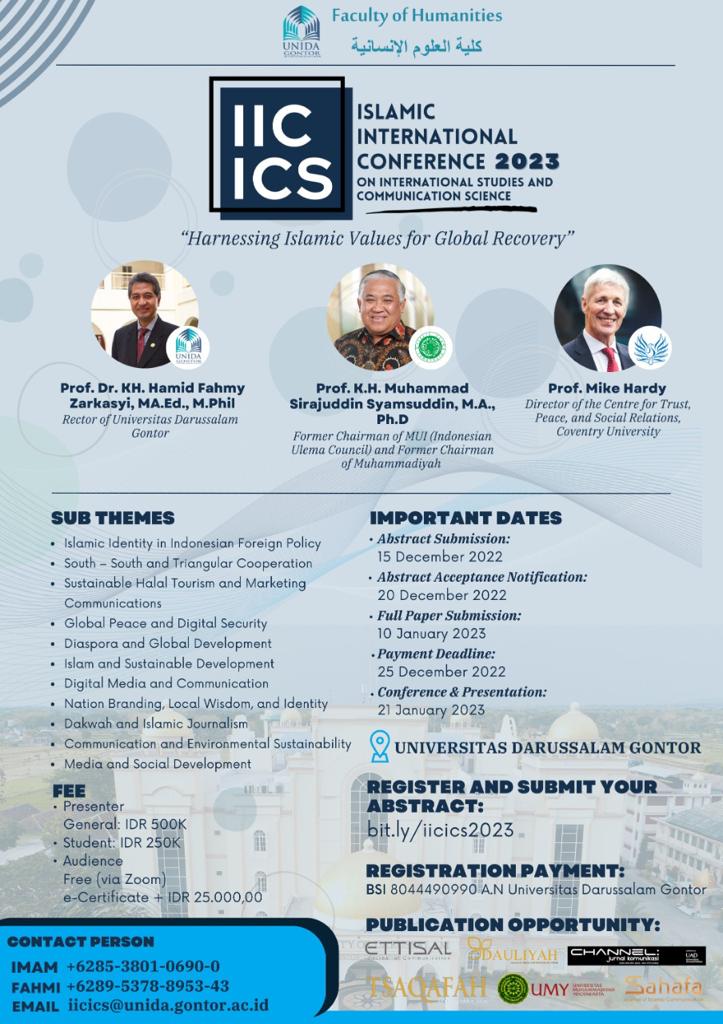 Faculty of Humanities
كلية العلوم الإنسانية
UNIDA
GONTOR
IIC
ICS
ISLAMIC
INTERNATIONAL
CONFERENCE 2023
ON INTERNATIONAL STUDIES AND
COMMUNICATION SCIENCE
“Harnessing Islamic Values for Global Recovery”
UNIDA
GONTOR
Prof. Dr. KH. Hamid Fahmy
Zarkasyi, MA.Ed., M.Phil
Rector of Universitas Darussalam
Gontor
Prof. K.H. Muhammad
Sirajuddin Syamsuddin, M.A.,
Ph.D
Former Chairman of MUI (Indonesian
Ulema Council) and Former Chairman
of Muhammadiyah
Prof. Mike Hardy
Director of the Centre for Trust,
Peace, and Social Relations,
Coventry University
SUB THEMES
• Islamic Identity in Indonesian Foreign Policy
• South – South and Triangular Cooperation
• Sustainable Halal Tourism and Marketing
Communications
• Global Peace and Digital Security
• Diaspora and Global Development
• Islam and Sustainable Development
• Digital Media and Communication
• Nation Branding, Local Wisdom, and Identity
• Dakwah and Islamic Journalism
• Communication and Environmental Sustainability
• Media and Social Development
FEE
• Presenter
General: IDR 500K
• Student: IDR 250K
• Audience
Free (via Zoom)
e-Certificate + IDR 25.000,00
CONTACT PERSON
IMAM +6285-3801-0690-0
FAHMI +6289-5378-8953-43
EMAIL iicics@unida.gontor.ac.id
IMPORTANT DATES
• Abstract Submission:
15 December 2022
• Abstract Acceptance Notification:
20 December 2022
• Full Paper Submission:
10 January 2023
• Payment Deadline:
25 December 2022
• Conference & Presentation:
21 January 2023
UNIVERSITAS DARUSSALAM GONTOR
REGISTER AND SUBMIT YOUR
ABSTRACT:
bit.ly/iicics2023
REGISTRATION PAYMENT:
BSI 8044490990 A.N Universitas Darussalam Gontor
PUBLICATION OPPORTUNITY:
ETTISAL
DAULIYAH
CHANNEL:
jurnal komunikasi
UAD
TSAQAFAH
UMY
UNIVERSITAS
MUHAMMADIYAH
YOGYAKARTA
Sahafa
Journal of Islamic Communication